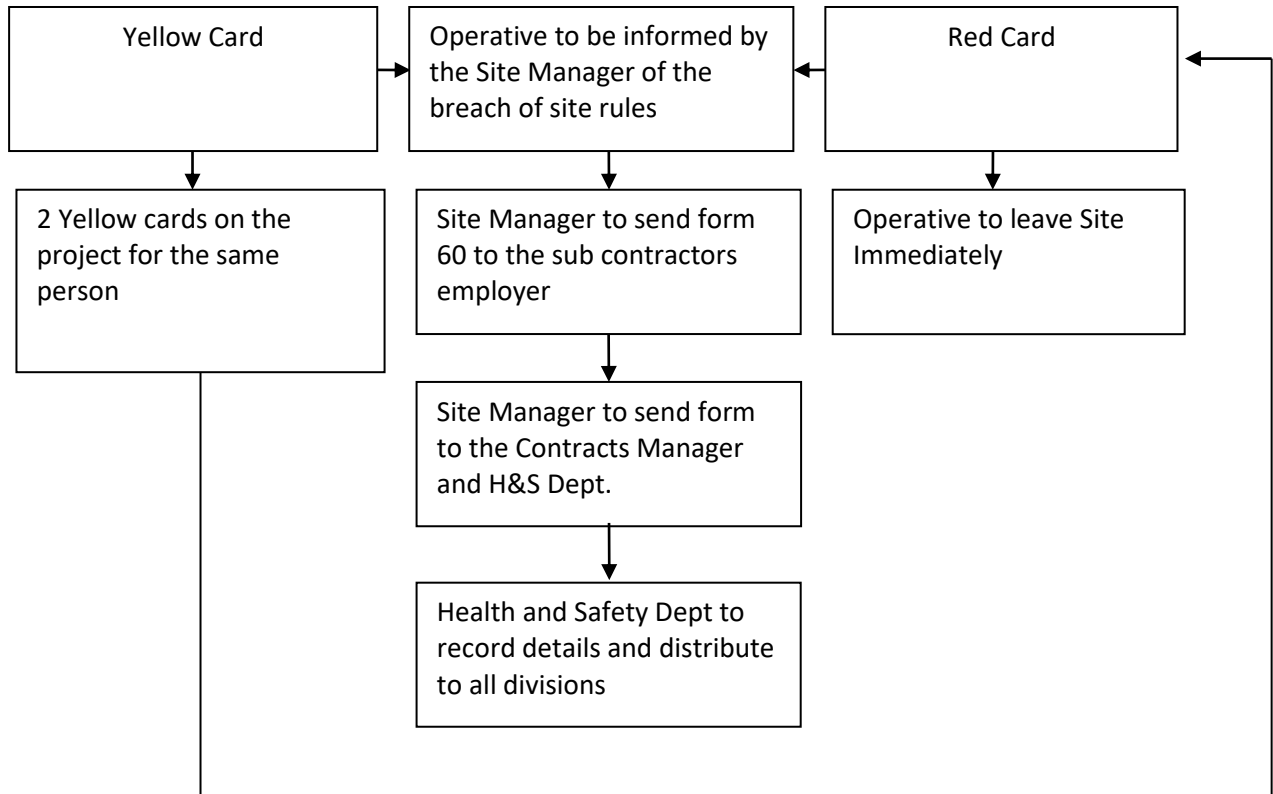 Yellow Card
Operative to be informed by
the Site Manager of the
breach of site rules
Red Card
2 Yellow cards on the
project for the same
person
Site Manager to send form
60 to the sub contractors
employer
Operative to leave Site
Immediately
Site Manager to send form
to the Contracts Manager
and H&S Dept.
Health and Safety Dept to
record details and distribute
to all divisions